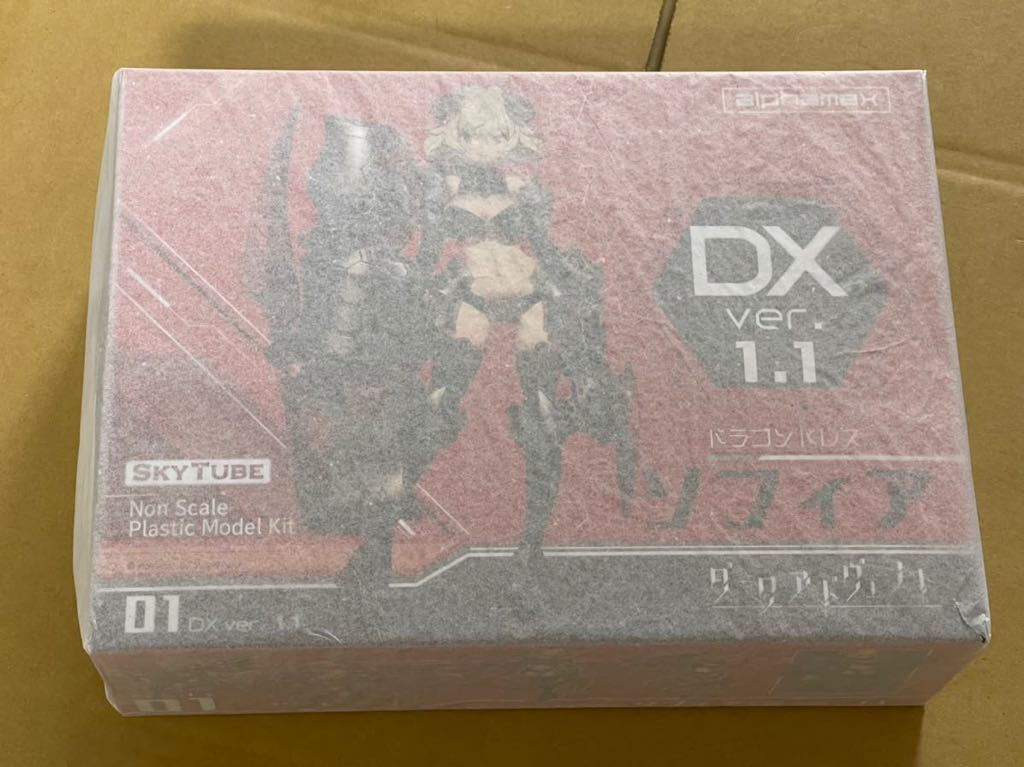 alphamax
DX
ver.
1.1
ドラゴンドレス
ソフィア
SKYTUBE
Non Scale
Plastic Model Kit
ダークアドヴェント
01 DX ver. 1.1
01